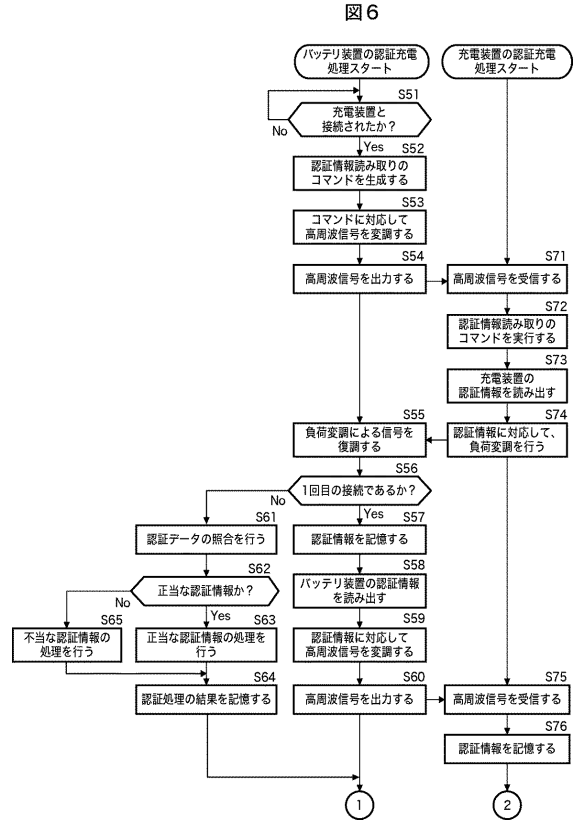 図6
バッテリ装置の認証充電
処理スタート
充電装置の認証充電
処理スタート
S51
充電装置と
接続されたか？
No
Yes
S52
認証情報読み取りの
コマンドを生成する
S53
コマンドに対応して
高周波信号を変調する
S54
高周波信号を出力する
S71
高周波信号を受信する
S72
認証情報読み取りの
コマンドを実行する
S73
充電装置の
認証情報を読み出す
S55
負荷変調による信号を
復調する
S74
認証情報に対応して、
負荷変調を行う
S56
1回目の接続であるか？
No
Yes
S61
認証データの照合を行う
S57
認証情報を記憶する
S62
正当な認証情報か？
No
Yes
S58
バッテリ装置の認証情報
を読み出す
S65
不当な認証情報の
処理を行う
S63
正当な認証情報の処理を
行う
S59
認証情報に対応して
高周波信号を変調する
S64
認証処理の結果を記憶する
S60
高周波信号を出力する
S75
高周波信号を受信する
S76
認証情報を記憶する
1
2